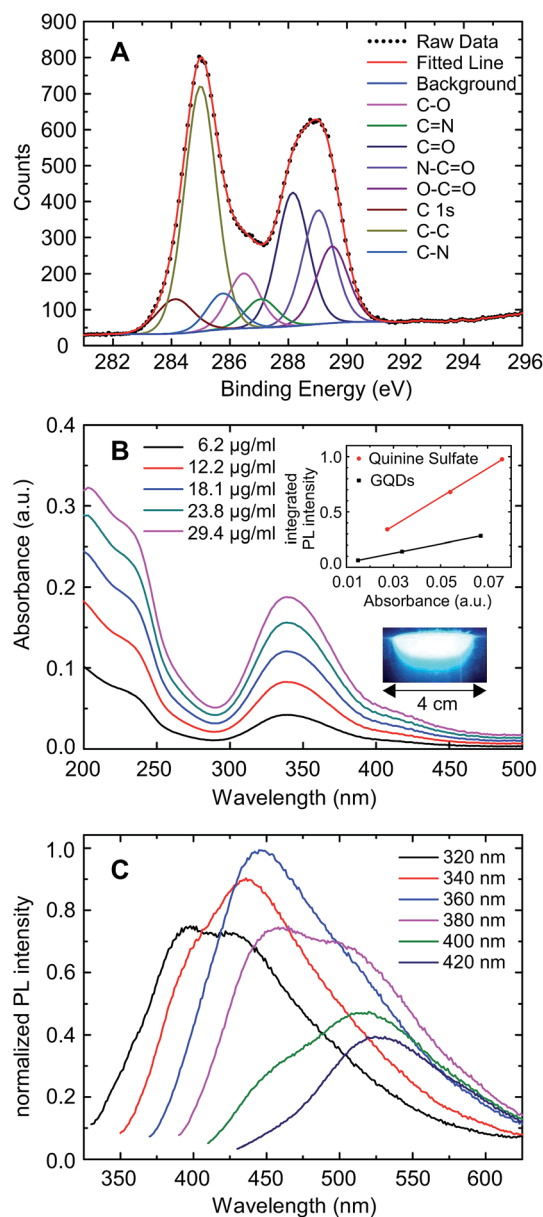 A
900
800
700
600
500
400
300
200
100
0
Counts
Raw Data
Fitted Line
Background
C-O
C=N
C=O
N-C=O
O-C=O
C 1s
C-C
C-N
282 284 286 288 290 292 294 296
Binding Energy (eV)
B
0.4
0.3
0.2
0.1
0.0
Absorbance (a.u.)
6.2 µg/ml
12.2 µg/ml
18.1 µg/ml
23.8 µg/ml
29.4 µg/ml
integrated
PL intensity
1.0
0.5
0.0
Quinine Sulfate
GQDs
0.01 0.03 0.05 0.07
Absorbance (a.u.)
4 cm
200 250 300 350 400 450 500
Wavelength (nm)
C
1.0
0.8
0.6
0.4
0.2
0.0
normalized PL intensity
320 nm
340 nm
360 nm
380 nm
400 nm
420 nm
350 400 450 500 550 600
Wavelength (nm)